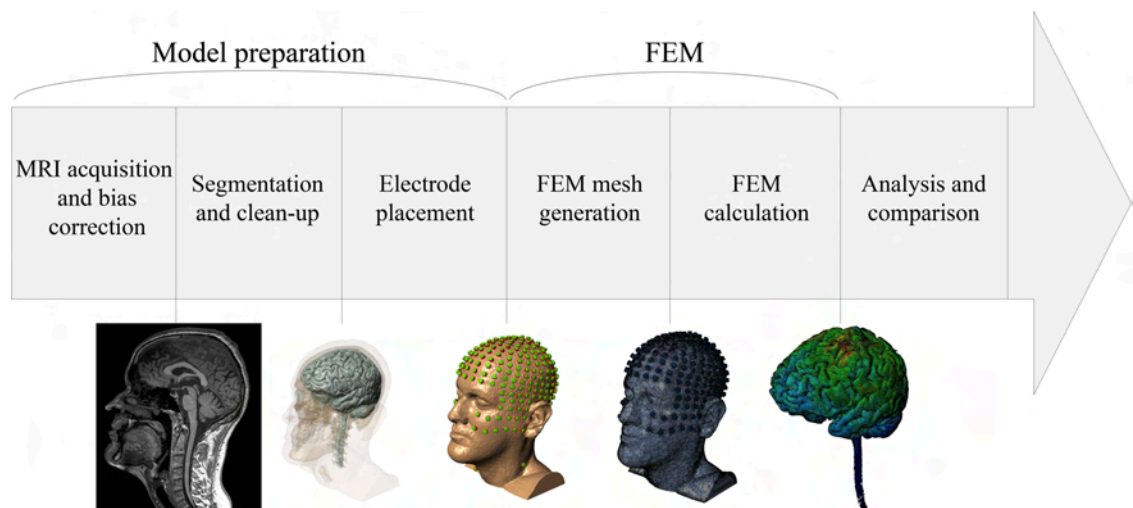 Model preparation
FEM
MRI acquisition
and bias
correction
Segmentation
and clean-up
Electrode
placement
FEM mesh
generation
FEM
calculation
Analysis and
comparison